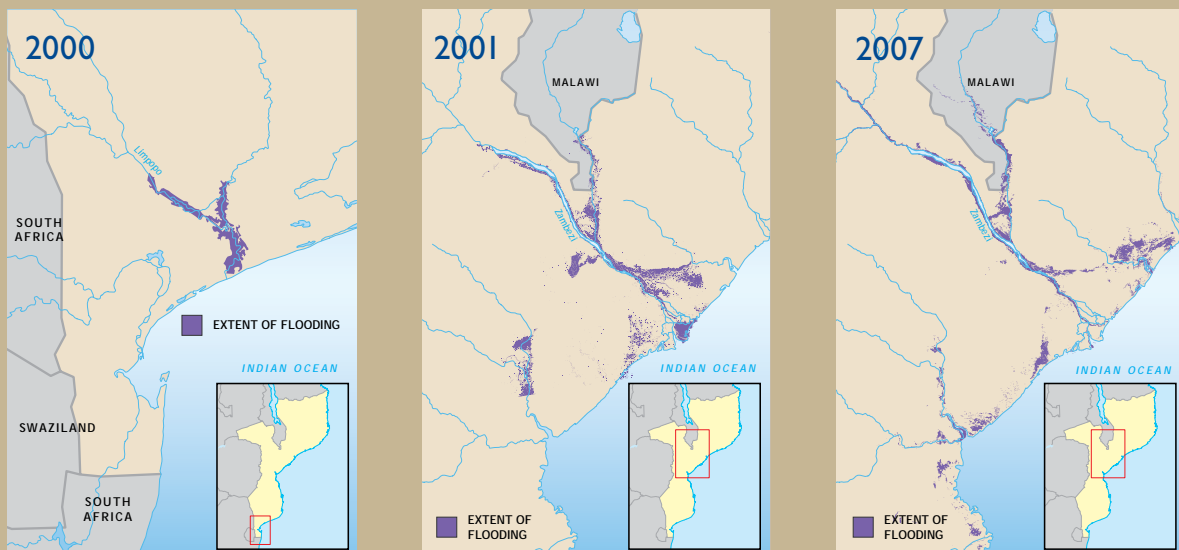 2000
Limpopo
SOUTH
AFRICA
EXTENT OF FLOODING
INDIAN OCEAN
SWAZILAND
SOUTH
AFRICA
2001
MALAWI
Zambezi
INDIAN OCEAN
EXTENT OF
FLOODING
2007
MALAWI
Zambezi
INDIAN OCEAN
EXTENT OF
FLOODING